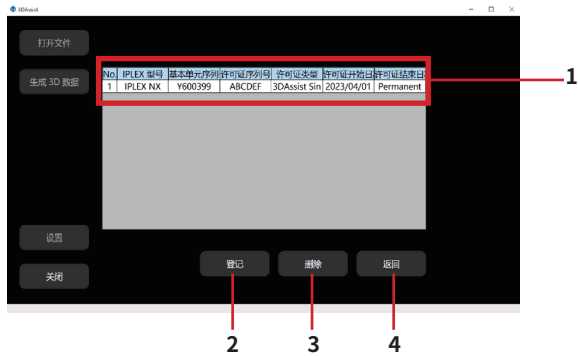 3DAssist
打开文件
生成 3D 数据
No. IPLEX 型号 基本单元序列 许可证序列号 许可证类型 许可证开始日 许可证结束日
1 IPLEX NX Y600399 ABCDEF 3DAssist Sin 2023/04/01 Permanent
1
设置
登记 删除 返回
关闭
2 3 4